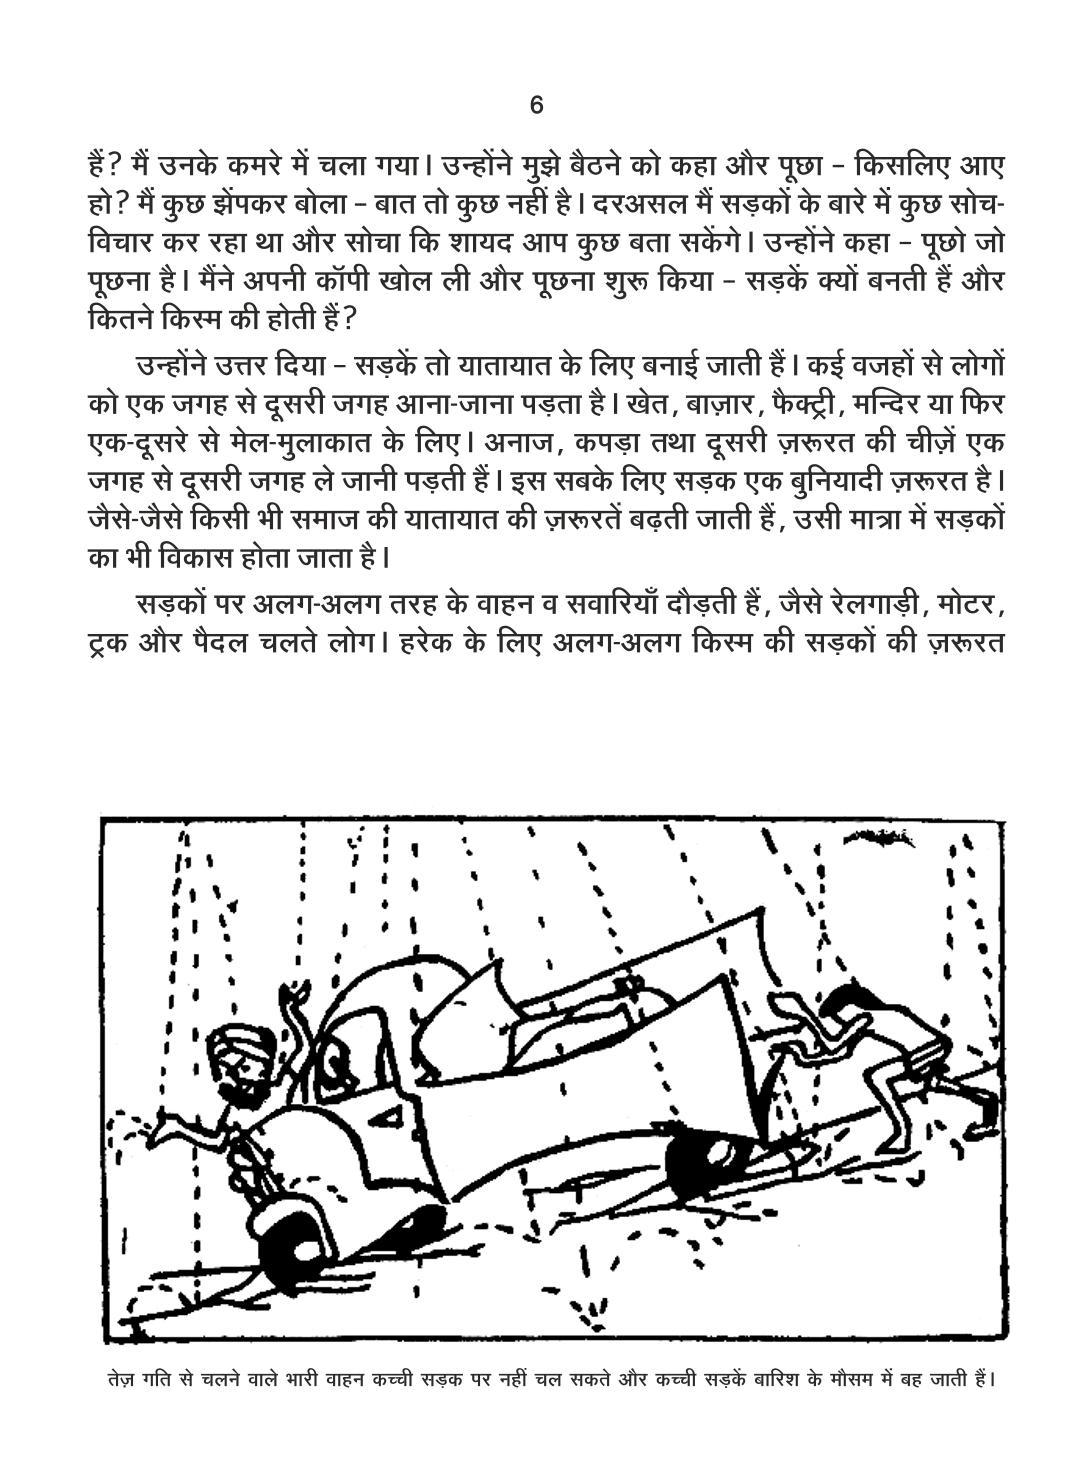 6
हैं? मैं उनके कमरे में चला गया। उन्होंने मुझे बैठने को कहा और पूछा – किसलिए आए
हो? मैं कुछ झेंपकर बोला – बात तो कुछ नहीं है। दरअसल मैं सड़कों के बारे में कुछ सोच-
विचार कर रहा था और सोचा कि शायद आप कुछ बता सकेंगे। उन्होंने कहा – पूछो जो
पूछना है। मैंने अपनी कॉपी खोल ली और पूछना शुरू किया – सड़कें क्यों बनती हैं और
कितने किस्म की होती हैं?
उन्होंने उत्तर दिया – सड़कें तो यातायात के लिए बनाई जाती हैं। कई वजहों से लोगों
को एक जगह से दूसरी जगह आना-जाना पड़ता है। खेत, बाज़ार, फैक्ट्री, मन्दिर या फिर
एक-दूसरे से मेल-मुलाकात के लिए। अनाज, कपड़ा तथा दूसरी ज़रूरत की चीज़ें एक
जगह से दूसरी जगह ले जानी पड़ती हैं। इस सबके लिए सड़क एक बुनियादी ज़रूरत है।
जैसे-जैसे किसी भी समाज की यातायात की ज़रूरतें बढ़ती जाती हैं, उसी मात्रा में सड़कों
का भी विकास होता जाता है।
सड़कों पर अलग-अलग तरह के वाहन व सवारियाँ दौड़ती हैं, जैसे रेलगाड़ी, मोटर,
ट्रक और पैदल चलते लोग। हरेक के लिए अलग-अलग किस्म की सड़कों की ज़रूरत
तेज़ गति से चलने वाले भारी वाहन कच्ची सड़क पर नहीं चल सकते और कच्ची सड़कें बारिश के मौसम में बह जाती हैं।